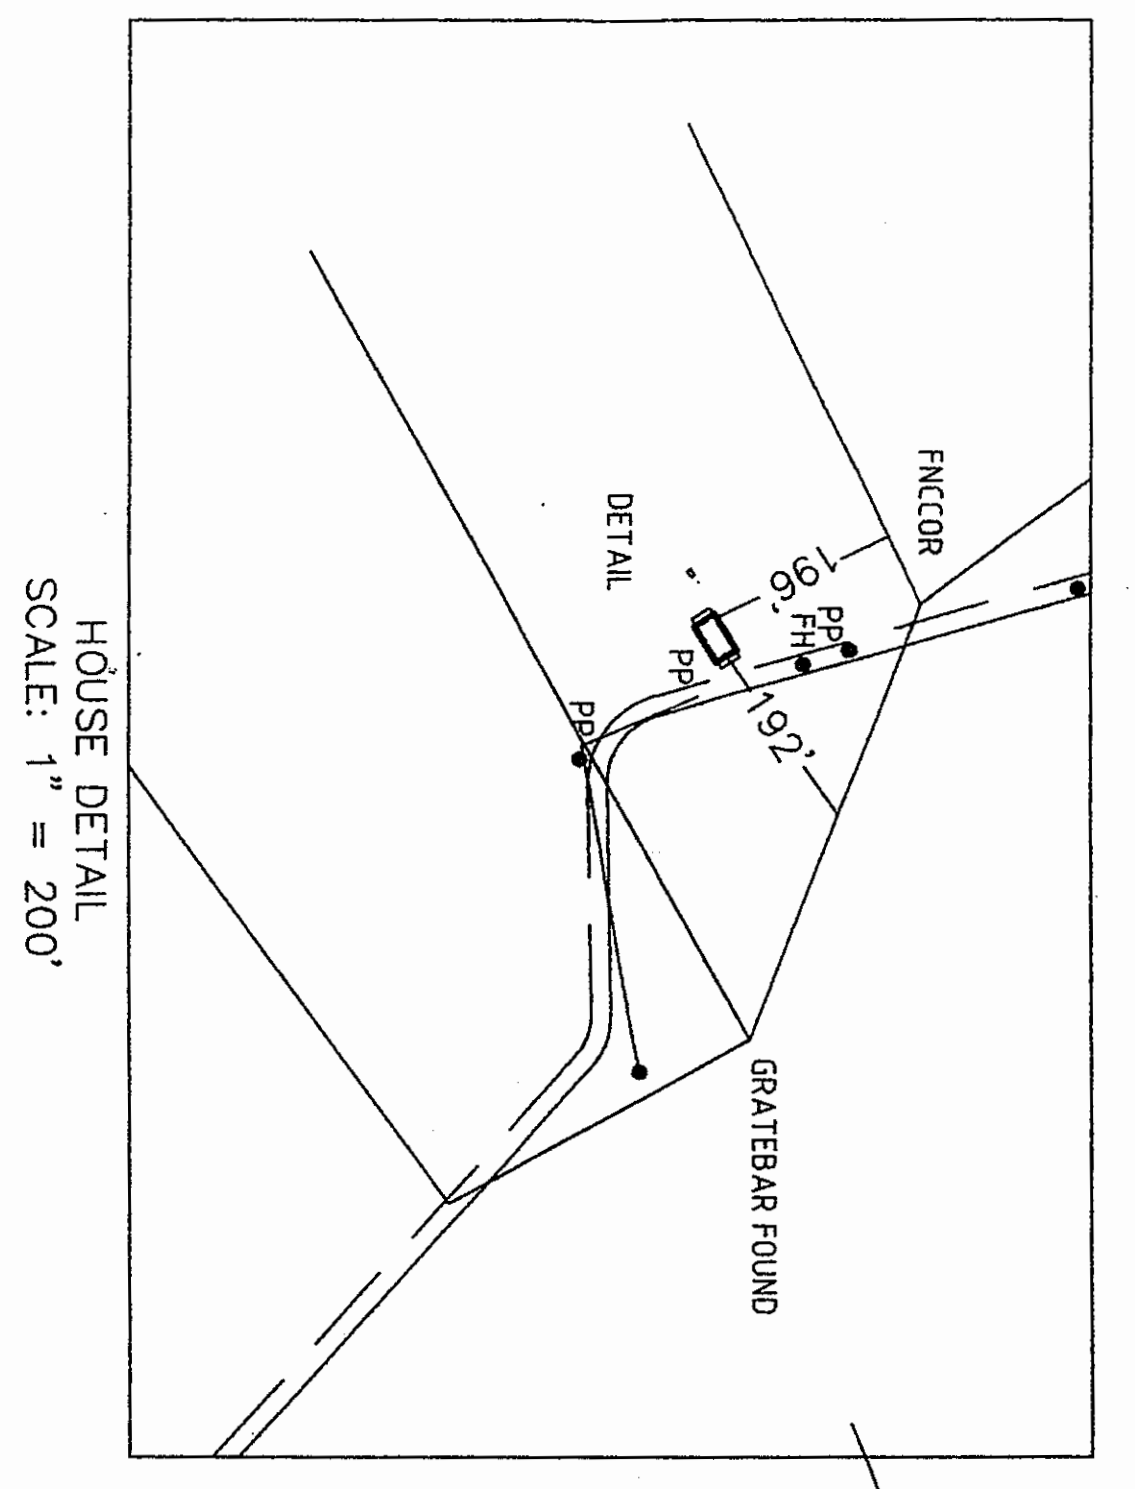 FNCCOR
PP
FH
196'
192'
GRATEBAR FOUND
PP
DETAIL
PP
HOUSE DETAIL
SCALE: 1" = 200'